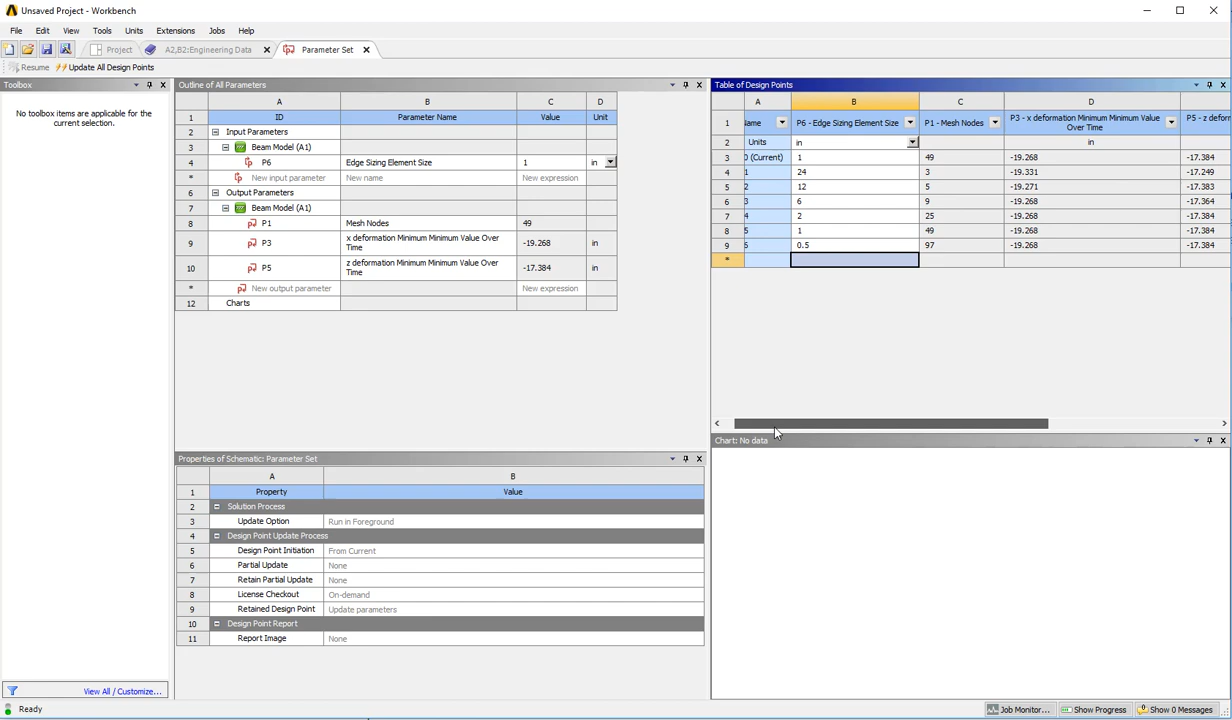 Unsaved Project - Workbench
File Edit View Tools Units Extensions Jobs Help
Project A2,B2:Engineering Data Parameter Set
Resume Update All Design Points
Toolbox
No toolbox items are applicable for the
current selection.
View All / Customize...
Outline of All Parameters
A B C D
1 ID Parameter Name Value Unit
2 Input Parameters
3 Beam Model (A1)
4 P6 Edge Sizing Element Size 1 in
* New input parameter New name New expression
6 Output Parameters
7 Beam Model (A1)
8 P1 Mesh Nodes 49
9 P3 x deformation Minimum Minimum Value Over
Time -19.268 in
10 P5 z deformation Minimum Minimum Value Over
Time -17.384 in
* New output parameter New expression
12 Charts
Properties of Schematic: Parameter Set
A B
1 Property Value
2 Solution Process
3 Update Option Run in Foreground
4 Design Point Update Process
5 Design Point Initiation From Current
6 Partial Update None
7 Retain Partial Update None
8 License Checkout On-demand
9 Retained Design Point Update parameters
10 Design Point Report
11 Report Image None
Table of Design Points
A B C D
1 Name P6 - Edge Sizing Element Size P1 - Mesh Nodes P3 - x deformation Minimum Minimum Value
Over Time P5 - z defor
2 Units in in
3 0 (Current) 1 49 -19.268 -17.384
4 1 24 3 -19.331 -17.249
5 2 12 5 -19.271 -17.383
6 3 6 9 -19.268 -17.364
7 4 2 25 -19.268 -17.384
8 5 1 49 -19.268 -17.384
9 6 0.5 97 -19.268 -17.384
*
Chart: No data
Ready
Job Monitor... Show Progress Show 0 Messages